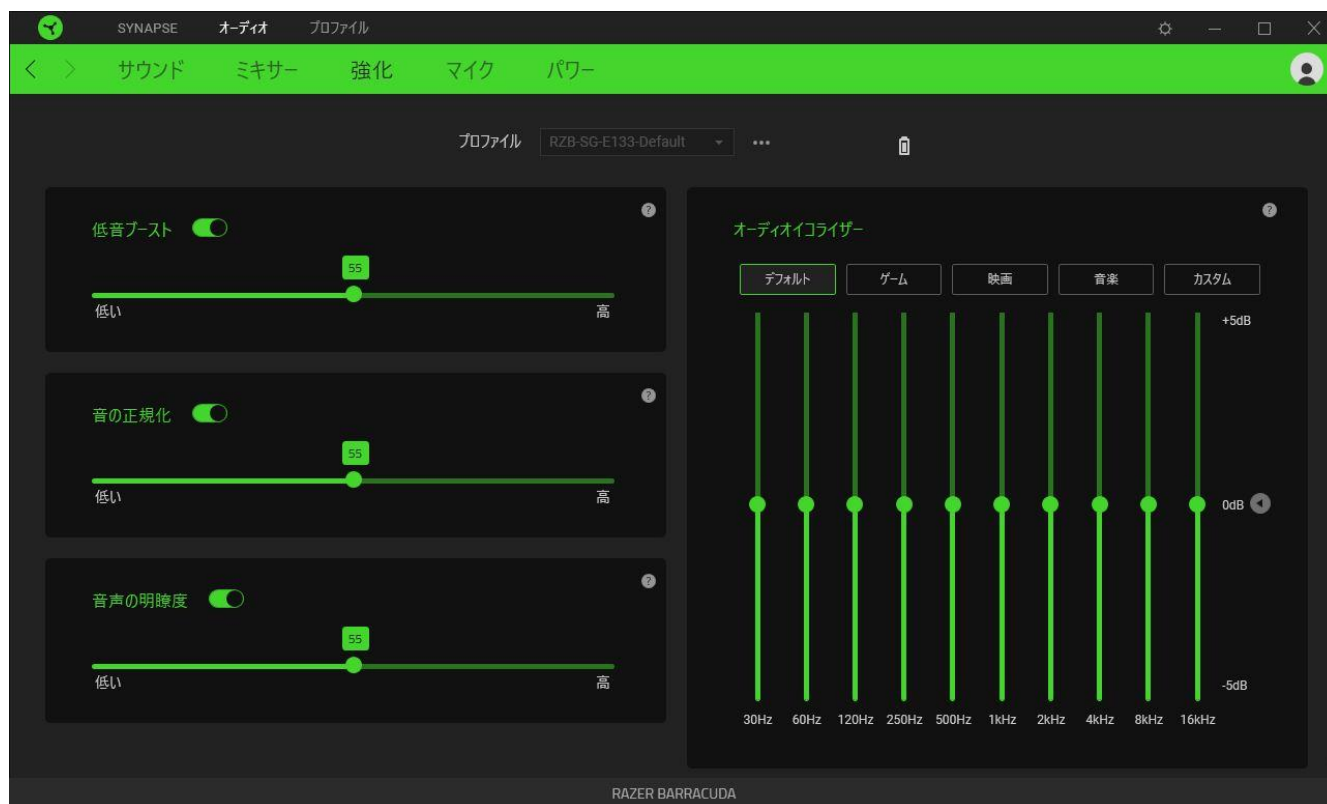 SYNAPSE オーディオ プロファイル
サウンド ミキサー 強化 マイク パワー
プロファイル RZB-SG-E133-Default
低音ブースト
55
低い 高
音の正規化
55
低い 高
音声の明瞭度
55
低い 高
オーディオイコライザー
デフォルト ゲーム 映画 音楽 カスタム
+5dB
0dB
-5dB
30Hz 60Hz 120Hz 250Hz 500Hz 1kHz 2kHz 4kHz 8kHz 16kHz
RAZER BARRACUDA